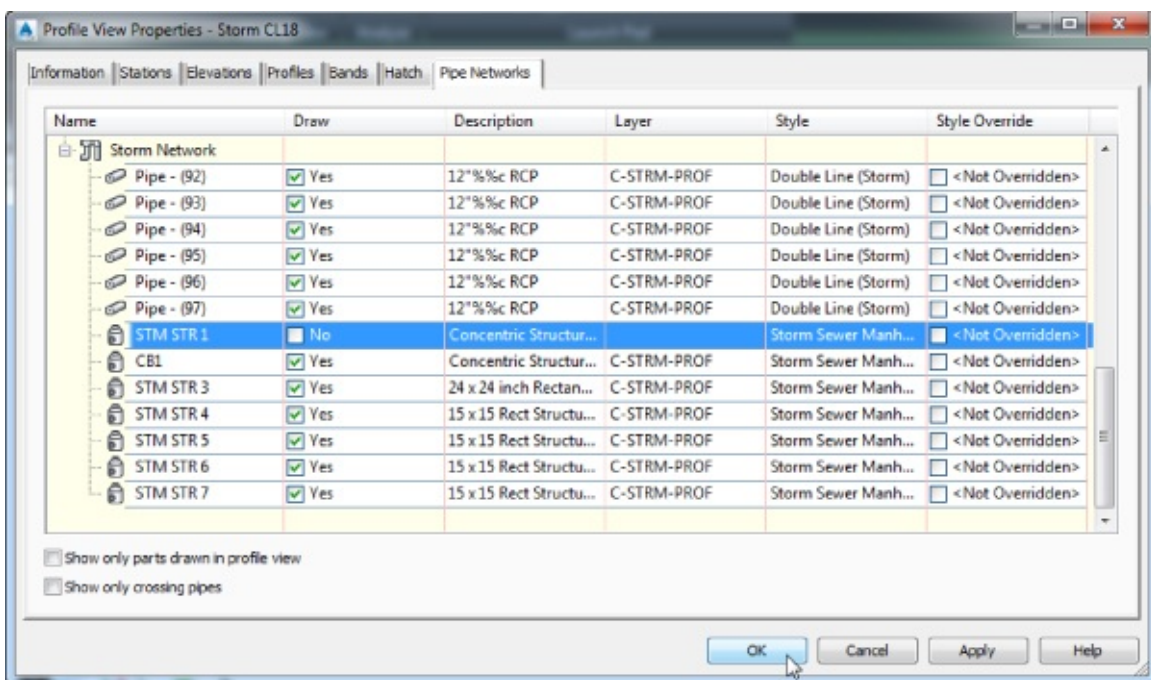 Profile View Properties - Storm CL18
Information Stations Elevations Profiles Bands Hatch Pipe Networks
Name Draw Description Layer Style Style Override
Storm Network
Pipe - (92) Yes 12"%%c RCP C-STRM-PROF Double Line (Storm) <Not Overridden>
Pipe - (93) Yes 12"%%c RCP C-STRM-PROF Double Line (Storm) <Not Overridden>
Pipe - (94) Yes 12"%%c RCP C-STRM-PROF Double Line (Storm) <Not Overridden>
Pipe - (95) Yes 12"%%c RCP C-STRM-PROF Double Line (Storm) <Not Overridden>
Pipe - (96) Yes 12"%%c RCP C-STRM-PROF Double Line (Storm) <Not Overridden>
Pipe - (97) Yes 12"%%c RCP C-STRM-PROF Double Line (Storm) <Not Overridden>
STM STR 1 No Concentric Structur... Storm Sewer Manh... <Not Overridden>
CB1 Yes Concentric Structur... C-STRM-PROF Storm Sewer Manh... <Not Overridden>
STM STR 3 Yes 24 x 24 inch Rectan... C-STRM-PROF Storm Sewer Manh... <Not Overridden>
STM STR 4 Yes 15 x 15 Rect Structu... C-STRM-PROF Storm Sewer Manh... <Not Overridden>
STM STR 5 Yes 15 x 15 Rect Structu... C-STRM-PROF Storm Sewer Manh... <Not Overridden>
STM STR 6 Yes 15 x 15 Rect Structu... C-STRM-PROF Storm Sewer Manh... <Not Overridden>
STM STR 7 Yes 15 x 15 Rect Structu... C-STRM-PROF Storm Sewer Manh... <Not Overridden>
Show only parts drawn in profile view
Show only crossing pipes
OK Cancel Apply Help